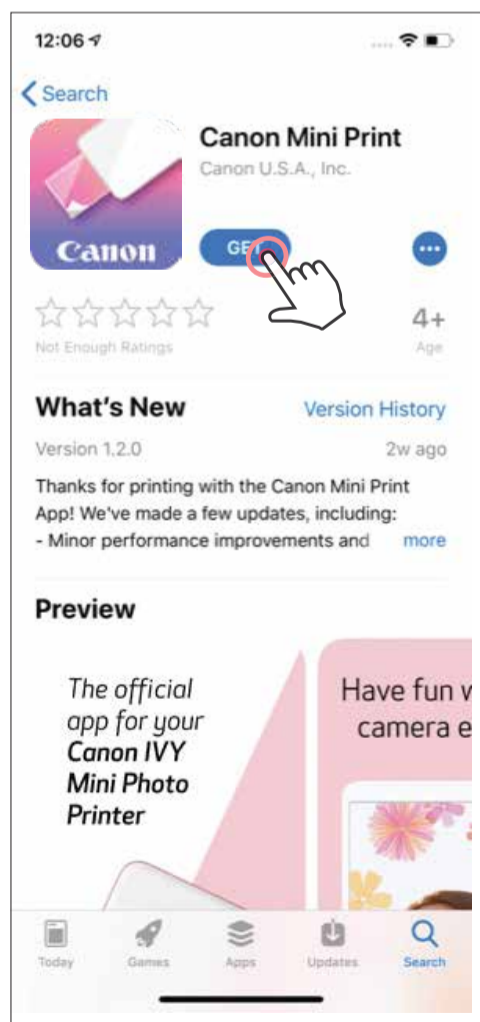 12:06
Search
Canon Mini Print
Canon U.S.A., Inc.
Canon
GET
4+
Not Enough Ratings
Age
What's New
Version History
Version 1.2.0
2w ago
Thanks for printing with the Canon Mini Print
App! We've made a few updates, including:
- Minor performance improvements and more
Preview
The official
app for your
Canon IVY
Mini Photo
Printer
Have fun w
camera e
Today
Games
Apps
Updates
Search